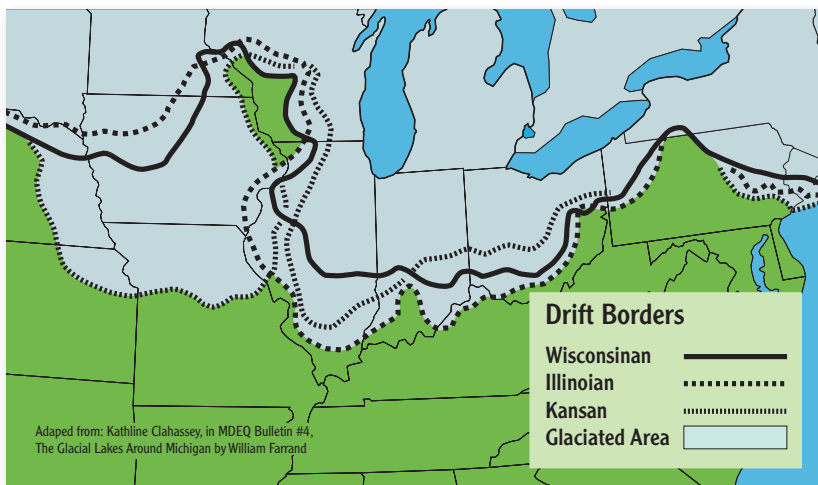 Drift Borders
Wisconsinan
Illinoian
Kansan
Glaciated Area
Adaped from: Kathline Clahassey, in MDEQ Bulletin #4,
The Glacial Lakes Around Michigan by William Farrand